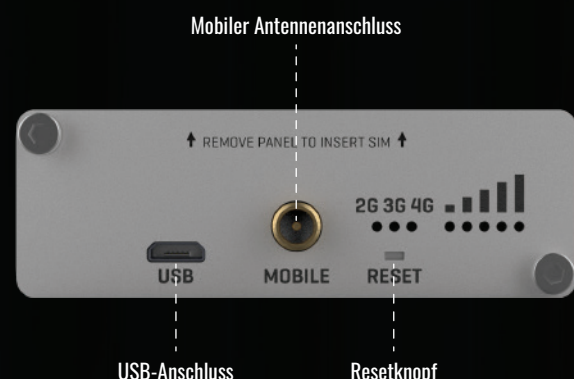 Mobiler Antennenanschluss
REMOVE PANEL TO INSERT SIM
2G 3G 4G
USB MOBILE RESET
USB-Anschluss Resetknopf